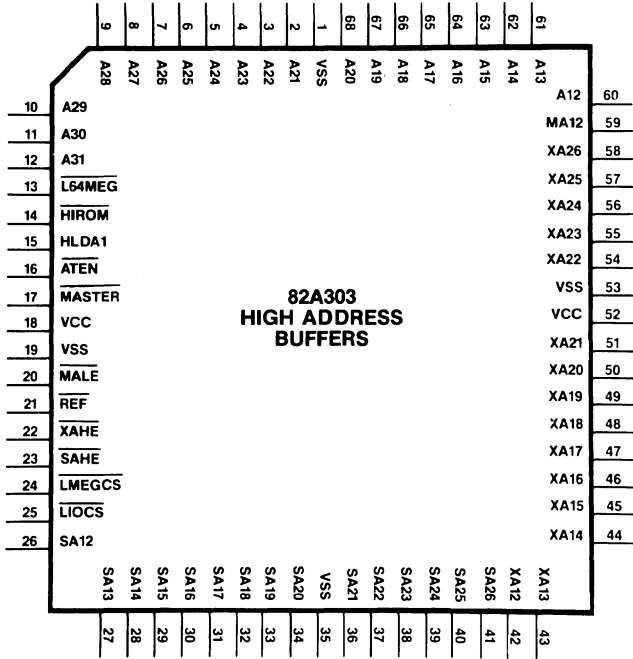 9 8 7 6 5 4 3 2 1 68 67 66 65 64 63 62 61
A28 A27 A26 A25 A24 A23 A22 A21 VSS A20 A19 A18 A17 A16 A15 A14 A13
10 A29
11 A30
12 A31
13 L64MEG
14 HIROM
15 HLDA1
16 ATEN
17 MASTER
18 VCC
19 VSS
20 MALE
21 REF
22 XAHE
23 SAHE
24 LMEGCS
25 LIOCS
26 SA12
82A303
HIGH ADDRESS
BUFFERS
A12 60
MA12 59
XA26 58
XA25 57
XA24 56
XA23 55
XA22 54
VSS 53
VCC 52
XA21 51
XA20 50
XA19 49
XA18 48
XA17 47
XA16 46
XA15 45
XA14 44
SA13 SA14 SA15 SA16 SA17 SA18 SA19 SA20 VSS SA21 SA22 SA23 SA24 SA25 SA26 XA12 XA13
27 28 29 30 31 32 33 34 35 36 37 38 39 40 41 42 43